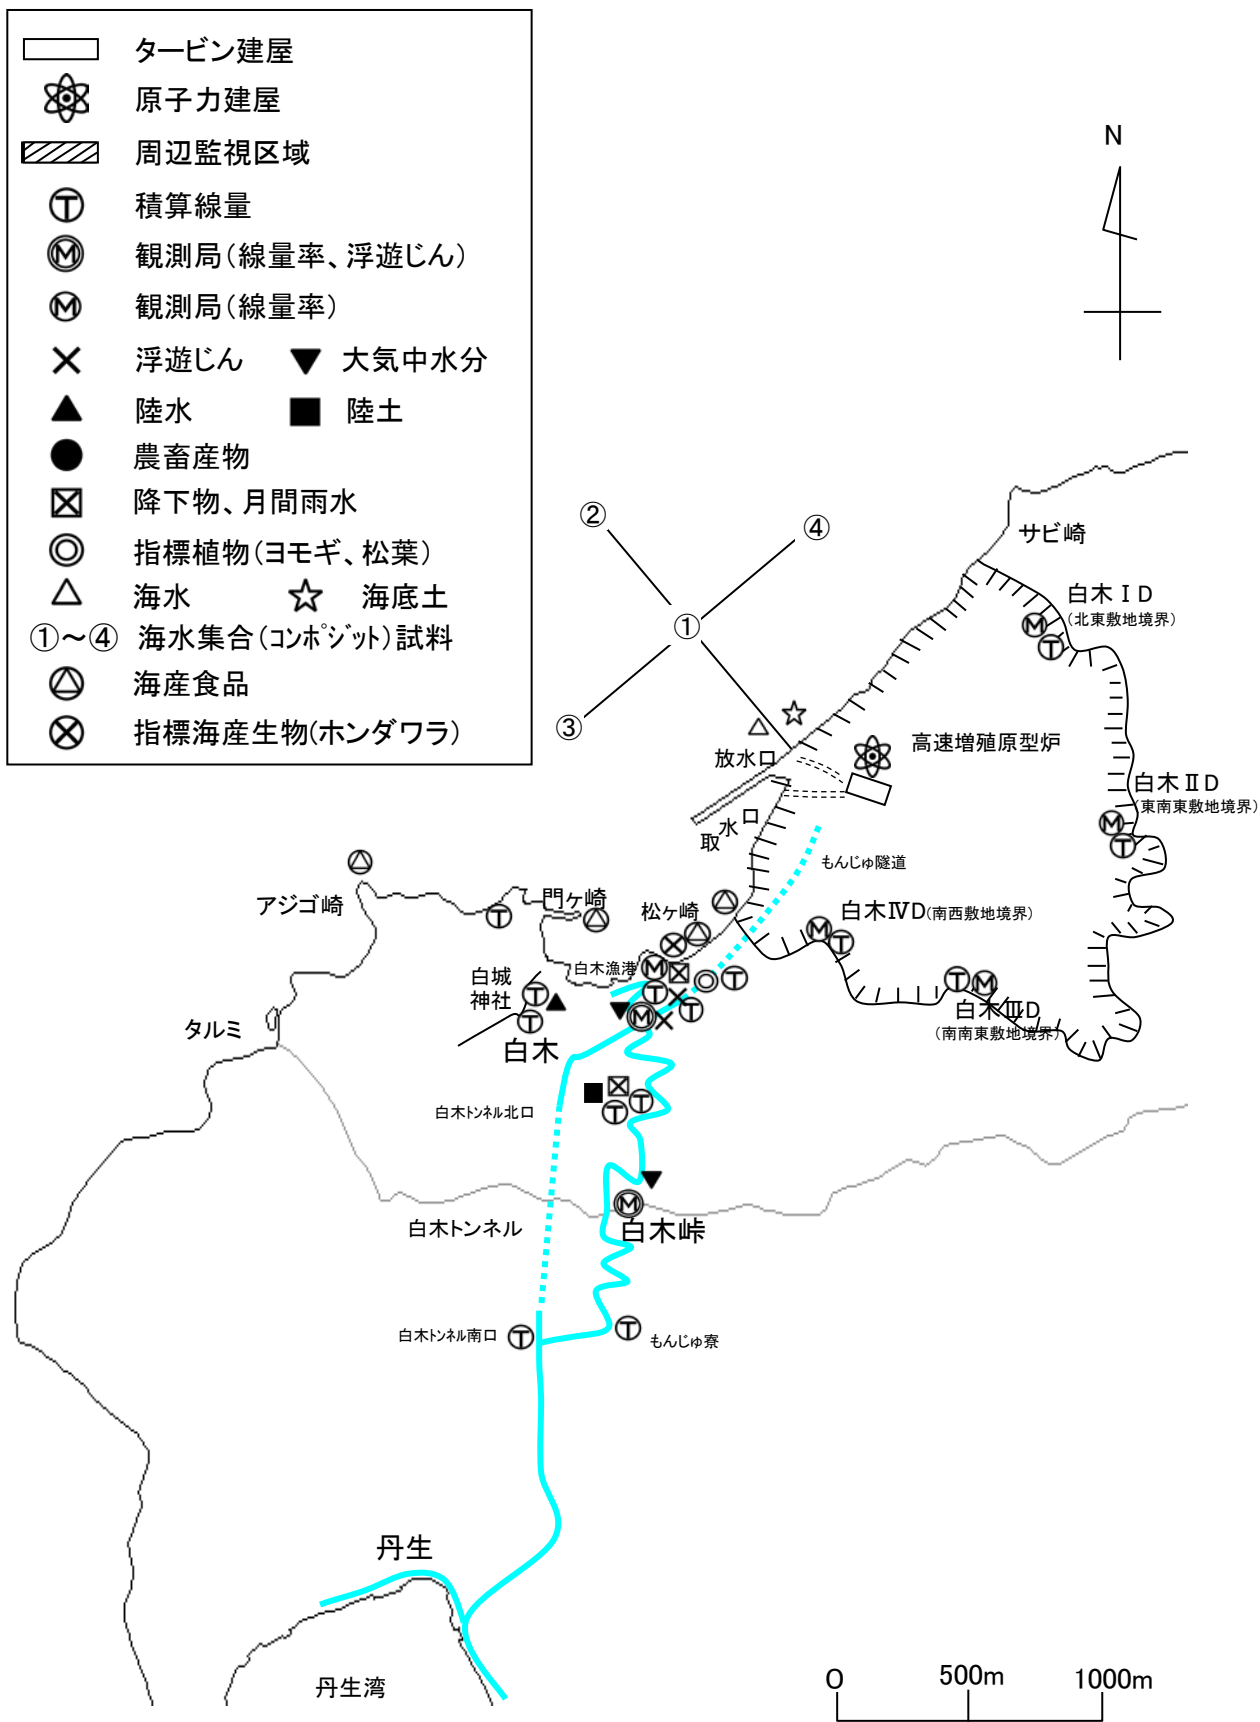 タービン建屋
原子力建屋
周辺監視区域
T 積算線量
M 観測局(線量率、浮遊じん)
M 観測局(線量率)
浮遊じん 大気中水分
陸水 陸土
農畜産物
降下物、月間雨水
指標植物(ヨモギ、松葉)
海水 海底土
①～④ 海水集合(コンポジット)試料
海産食品
指標海産生物(ホンダワラ)
N
②
④
①
③
サビ崎
白木ⅠD
(北東敷地境界)
M
T
放水口
高速増殖原型炉
白木ⅡD
(東南東敷地境界)
M
T
取水口
もんじゅ隧道
アジゴ崎
門ヶ崎
T
松ヶ崎
白木ⅣD(南西敷地境界)
M
T
白木漁港
M
T
白城
神社
T
T
T
T
M
T M
白木ⅢD
(南南東敷地境界)
タルミ
白木
白木トンネル北口
T
T
白木トンネル
M
白木峠
白木トンネル南口
T
T
もんじゅ寮
丹生
丹生湾
O 500m 1000m